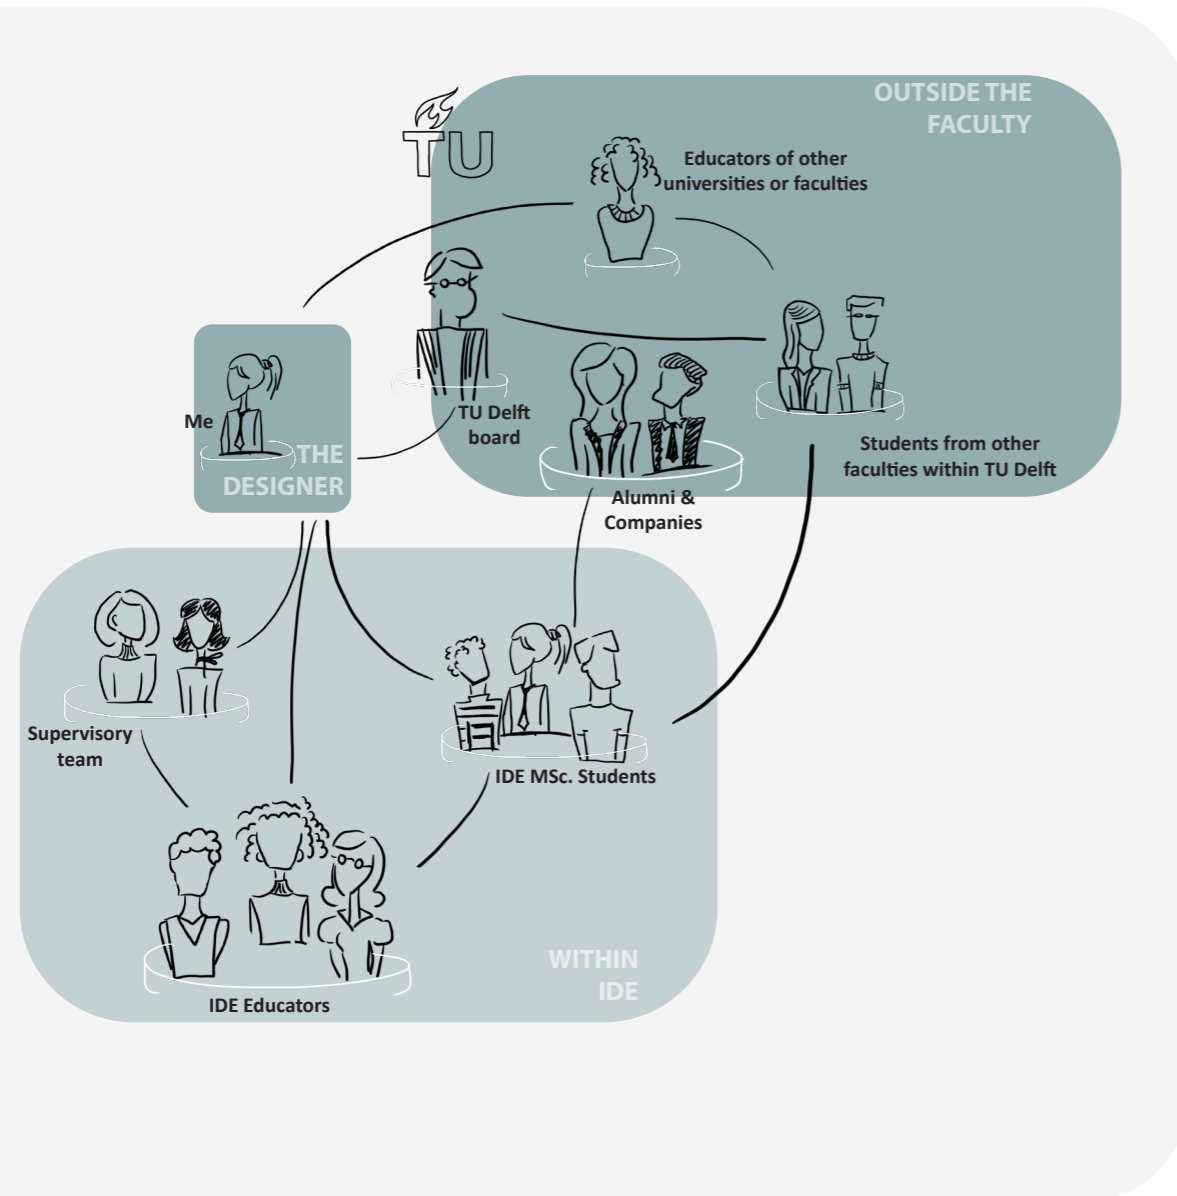 OUTSIDE THE
FACULTY
TU
Educators of other
universities or faculties
Me
THE
DESIGNER
TU Delft
board
Students from other
faculties within TU Delft
Alumni &
Companies
Supervisory
team
IDE MSc. Students
WITHIN
IDE
IDE Educators